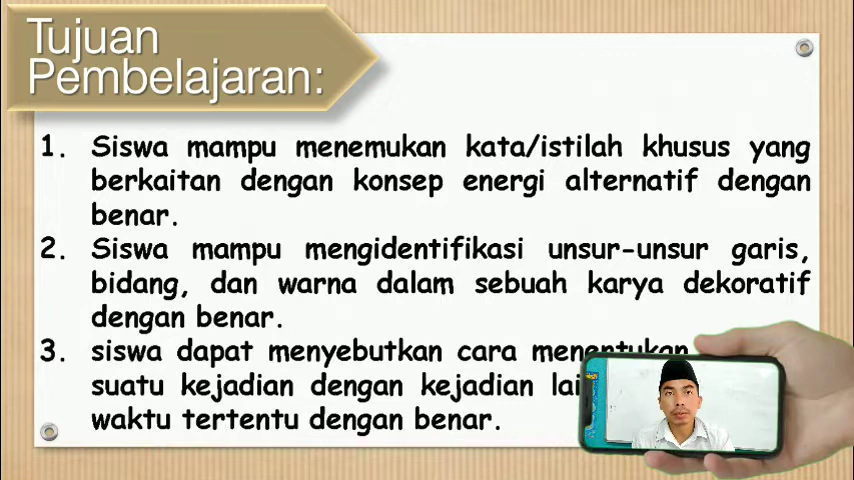 Tujuan
Pembelajaran:
1. Siswa mampu menemukan kata/istilah khusus yang
berkaitan dengan konsep energi alternatif dengan
benar.
2. Siswa mampu mengidentifikasi unsur-unsur garis,
bidang, dan warna dalam sebuah karya dekoratif
dengan benar.
3. siswa dapat menyebutkan cara menentukan
suatu kejadian dengan kejadian
waktu tertentu dengan benar.